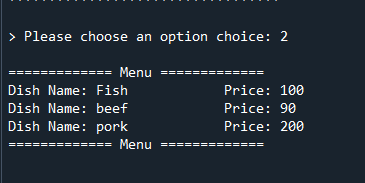 > Please choose an option choice: 2
============= Menu =============
Dish Name: Fish            Price: 100
Dish Name: beef            Price: 90
Dish Name: pork            Price: 200
============= Menu =============